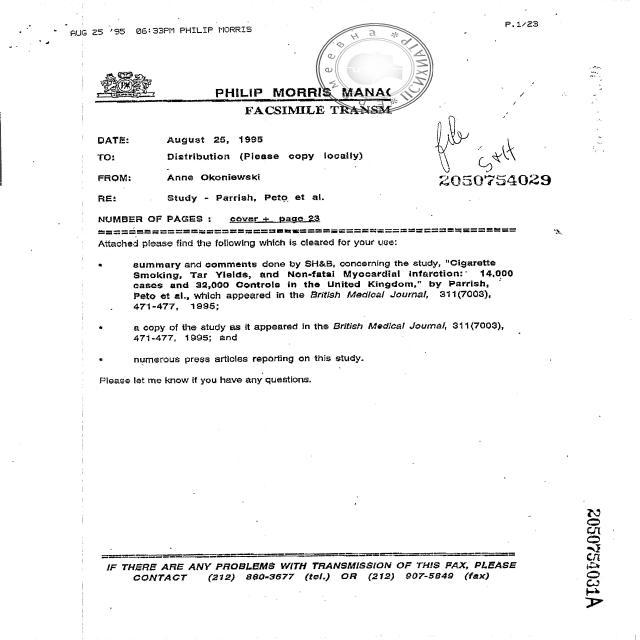 AUG 25 '95 06:33PM PHILIP MORRIS
P.1/23
PHILIP MORRIS MANAG
FACSIMILE TRANSM
file
S+H
2050754029
DATE: August 25, 1995
TO: Distribution (Please copy locally)
FROM: Anne Okoniewski
RE: Study - Parrish, Peto et al.
NUMBER OF PAGES : cover + page 23
Attached please find the following which is cleared for your use:
• summary and comments done by SH&B, concerning the study, "Cigarette
Smoking, Tar Yields, and Non-fatal Myocardial Infarction: 14,000
cases and 32,000 Controls in the United Kingdom," by Parrish,
Peto et al., which appeared in the British Medical Journal, 311(7003),
471-477, 1995;
• a copy of the study as it appeared in the British Medical Journal, 311(7003),
471-477, 1995; and
• numerous press articles reporting on this study.
Please let me know if you have any questions.
IF THERE ARE ANY PROBLEMS WITH TRANSMISSION OF THIS FAX, PLEASE
CONTACT (212) 880-3677 (tel.) OR (212) 907-5849 (fax)
2050754031A